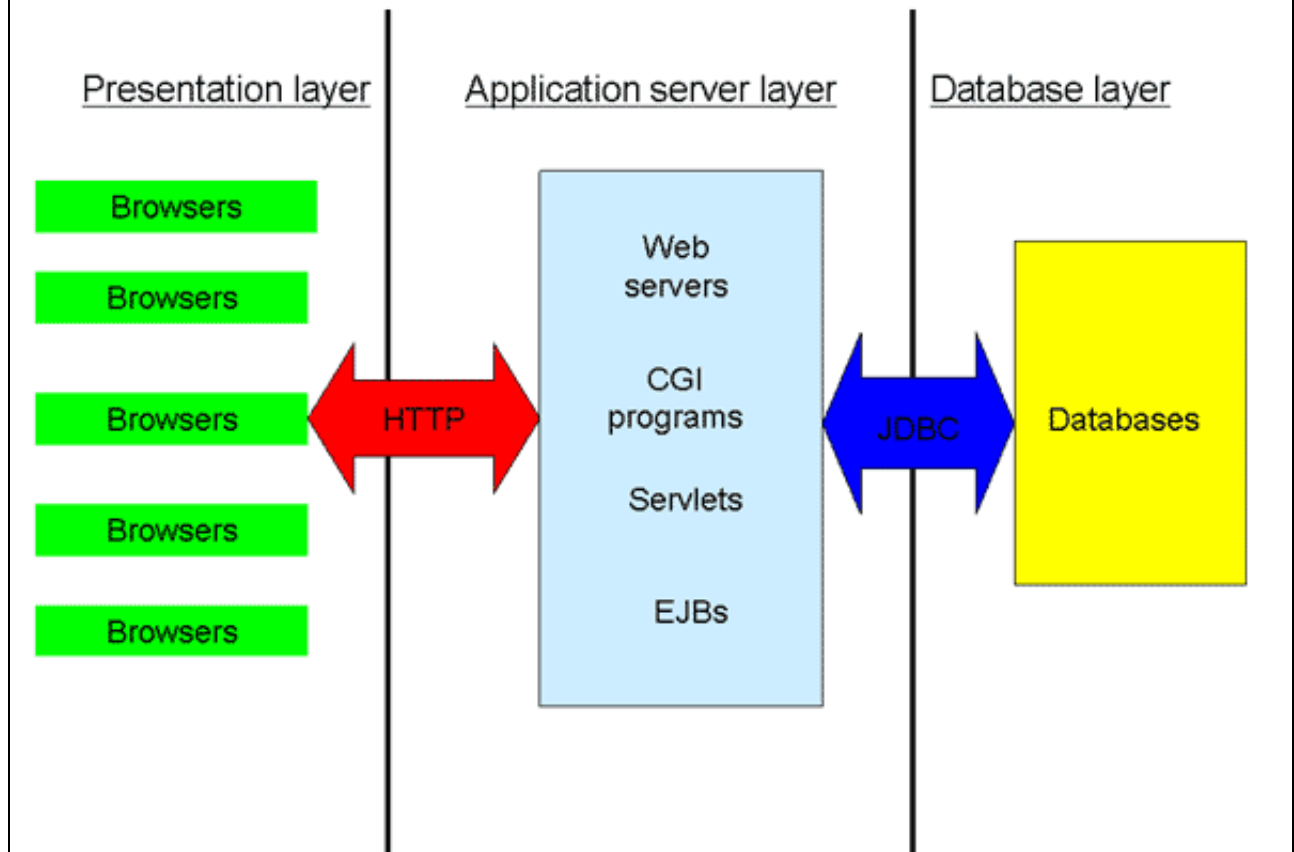 Presentation layer
Application server layer
Database layer
Browsers
Browsers
Browsers
Browsers
Browsers
HTTP
Web
servers
CGI
programs
Servlets
EJBs
JDBC
Databases